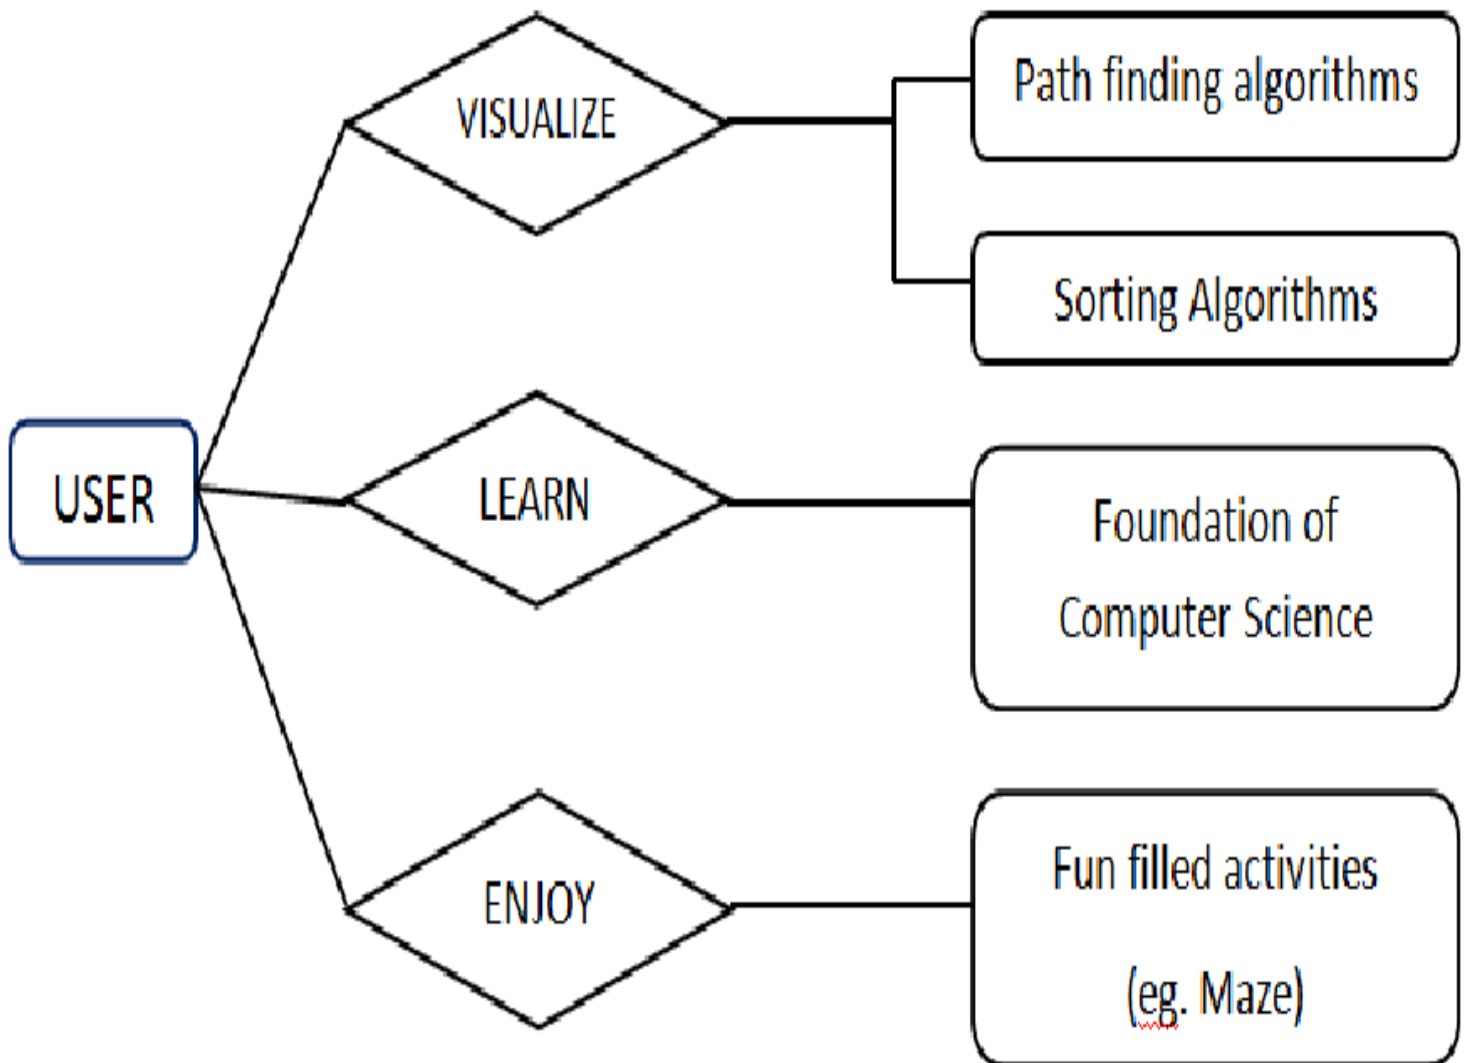 VISUALIZE
Path finding algorithms
Sorting Algorithms
USER
LEARN
Foundation of
Computer Science
ENJOY
Fun filled activities
(eg. Maze)